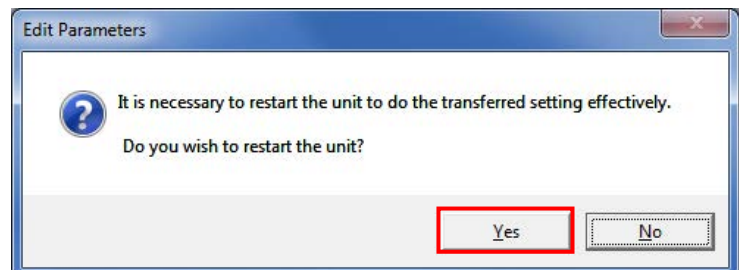 Edit Parameters
It is necessary to restart the unit to do the transferred setting effectively.
Do you wish to restart the unit?
Yes
No